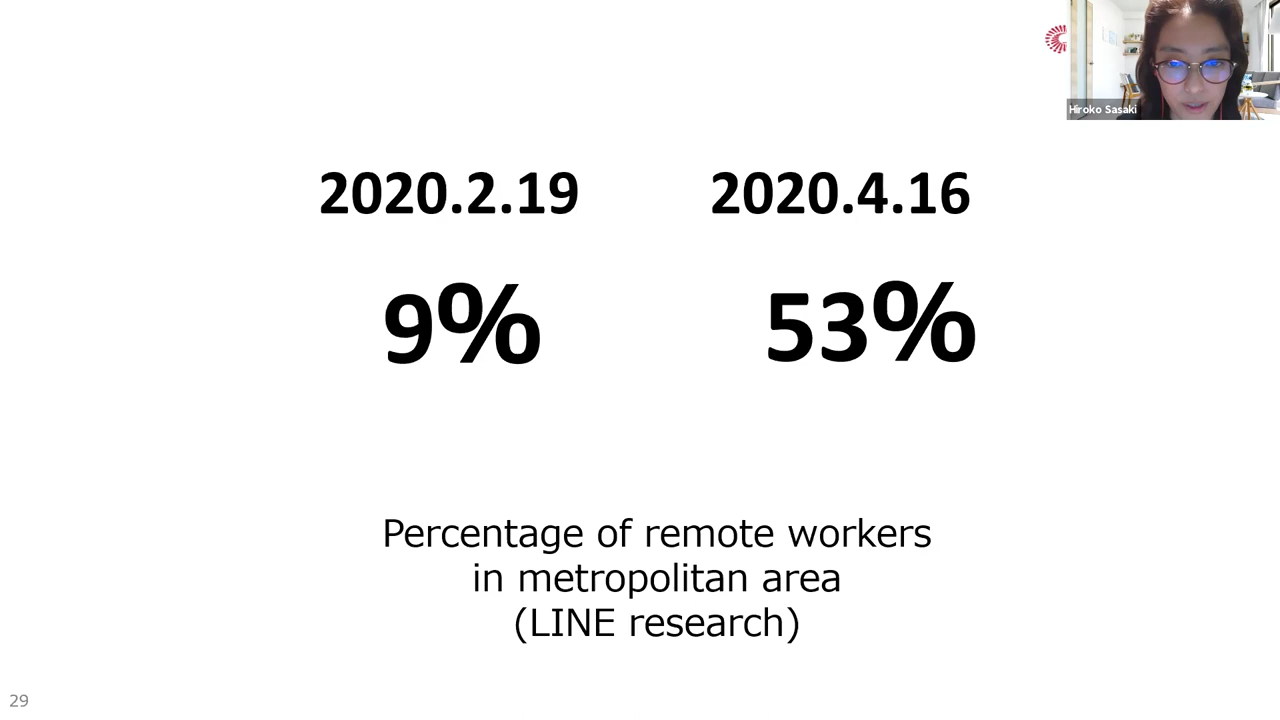 Hiroko Sasaki
2020.2.19 2020.4.16
9% 53%
Percentage of remote workers
in metropolitan area
(LINE research)
29